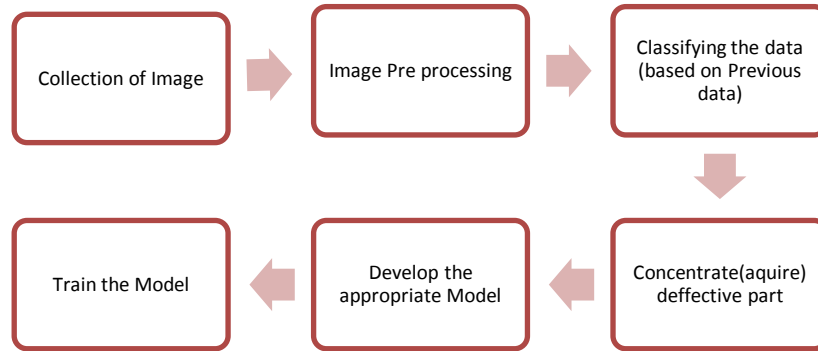 Collection of Image
Image Pre processing
Classifying the data
(based on Previous
data)
Concentrate(aquire)
deffective part
Develop the
appropriate Model
Train the Model